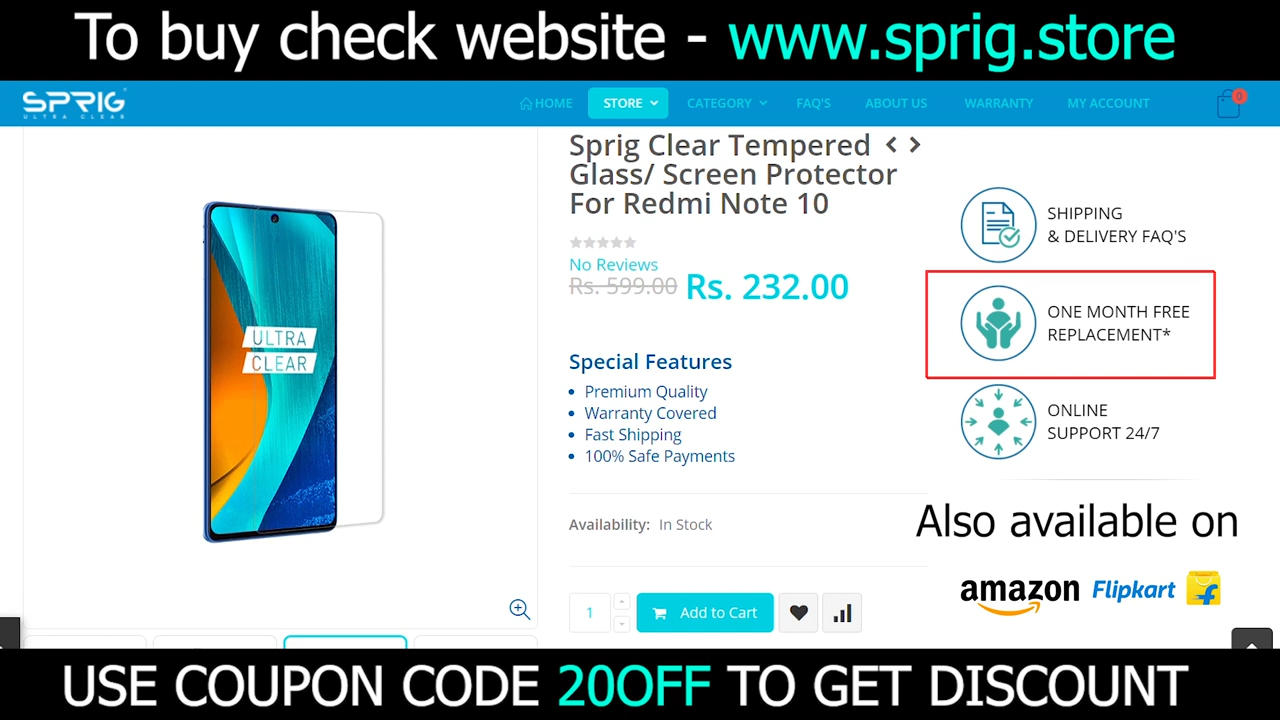 To buy check website - www.sprig.store
SPRIG
ULTRA CLEAR
HOME
STORE
CATEGORY
FAQ'S
ABOUT US
WARRANTY
MY ACCOUNT
0
Sprig Clear Tempered
Glass/ Screen Protector
For Redmi Note 10
No Reviews
Rs. 599.00 Rs. 232.00
ULTRA
CLEAR
Special Features
Premium Quality
Warranty Covered
Fast Shipping
100% Safe Payments
Availability: In Stock
1
Add to Cart
SHIPPING
& DELIVERY FAQ'S
ONE MONTH FREE
REPLACEMENT*
ONLINE
SUPPORT 24/7
Also available on
amazon
Flipkart
USE COUPON CODE 20OFF TO GET DISCOUNT